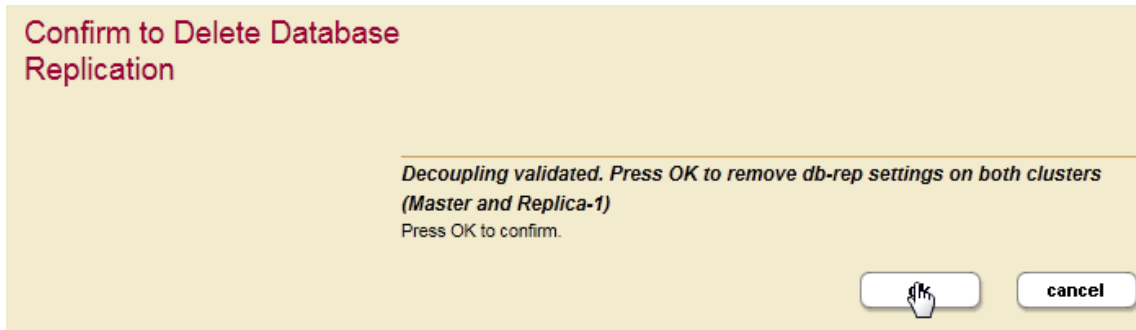 Confirm to Delete Database
Replication
Decoupling validated. Press OK to remove db-rep settings on both clusters
(Master and Replica-1)
Press OK to confirm.
ok cancel